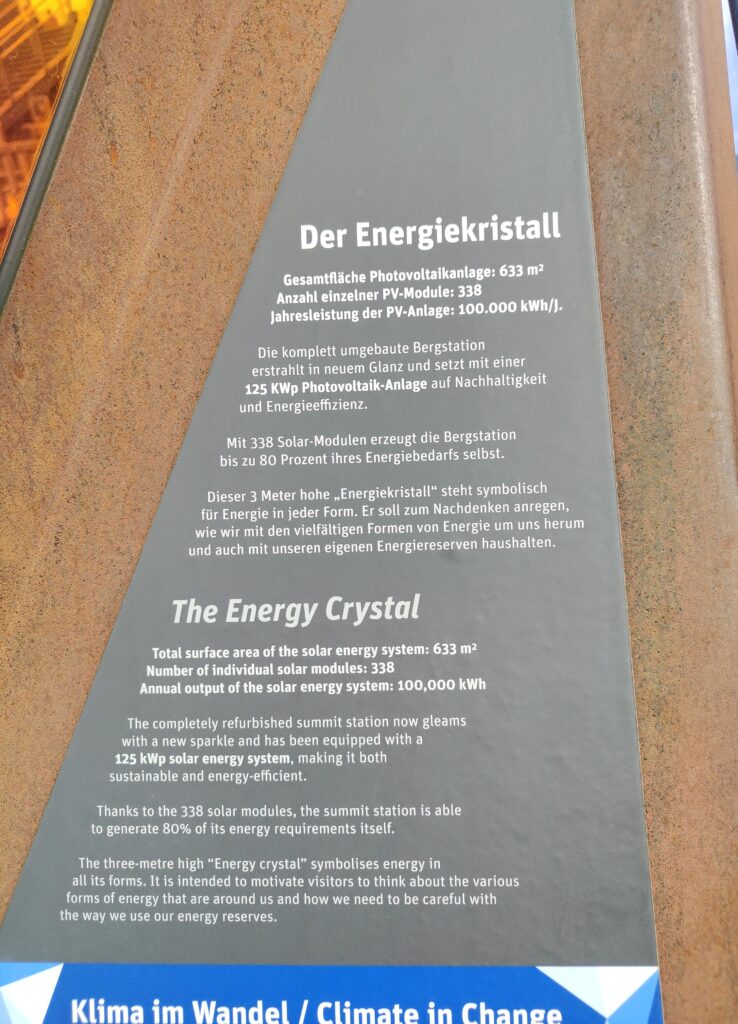 Der Energiekristall
Gesamtfläche Photovoltaikanlage: 633 m²
Anzahl einzelner PV-Module: 338
Jahresleistung der PV-Anlage: 100.000 kWh/J.
Die komplett umgebaute Bergstation
erstrahlt in neuem Glanz und setzt mit einer
125 KWp Photovoltaik-Anlage auf Nachhaltigkeit
und Energieeffizienz.
Mit 338 Solar-Modulen erzeugt die Bergstation
bis zu 80 Prozent ihres Energiebedarfs selbst.
Dieser 3 Meter hohe „Energiekristall“ steht symbolisch
für Energie in jeder Form. Er soll zum Nachdenken anregen,
wie wir mit den vielfältigen Formen von Energie um uns herum
und auch mit unseren eigenen Energiereserven haushalten.
The Energy Crystal
Total surface area of the solar energy system: 633 m²
Number of individual solar modules: 338
Annual output of the solar energy system: 100,000 kWh
The completely refurbished summit station now gleams
with a new sparkle and has been equipped with a
125 kWp solar energy system, making it both
sustainable and energy-efficient.
Thanks to the 338 solar modules, the summit station is able
to generate 80% of its energy requirements itself.
The three-metre high “Energy crystal” symbolises energy in
all its forms. It is intended to motivate visitors to think about the various
forms of energy that are around us and how we need to be careful with
the way we use our energy reserves.
Klima im Wandel / Climate in Change